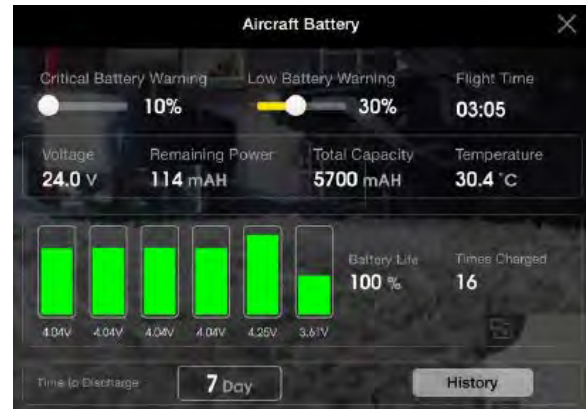 Aircraft Battery
Critical Battery Warning Low Battery Warning Flight Time
10% 30% 03:05
Voltage Remaining Power Total Capacity Temperature
24.0 V 114 mAH 5700 mAH 30.4 °C
Battery Life Times Charged
100 % 16
4.04V 4.04V 4.04V 4.04V 4.25V 3.61V
Time to Discharge 7 Day History